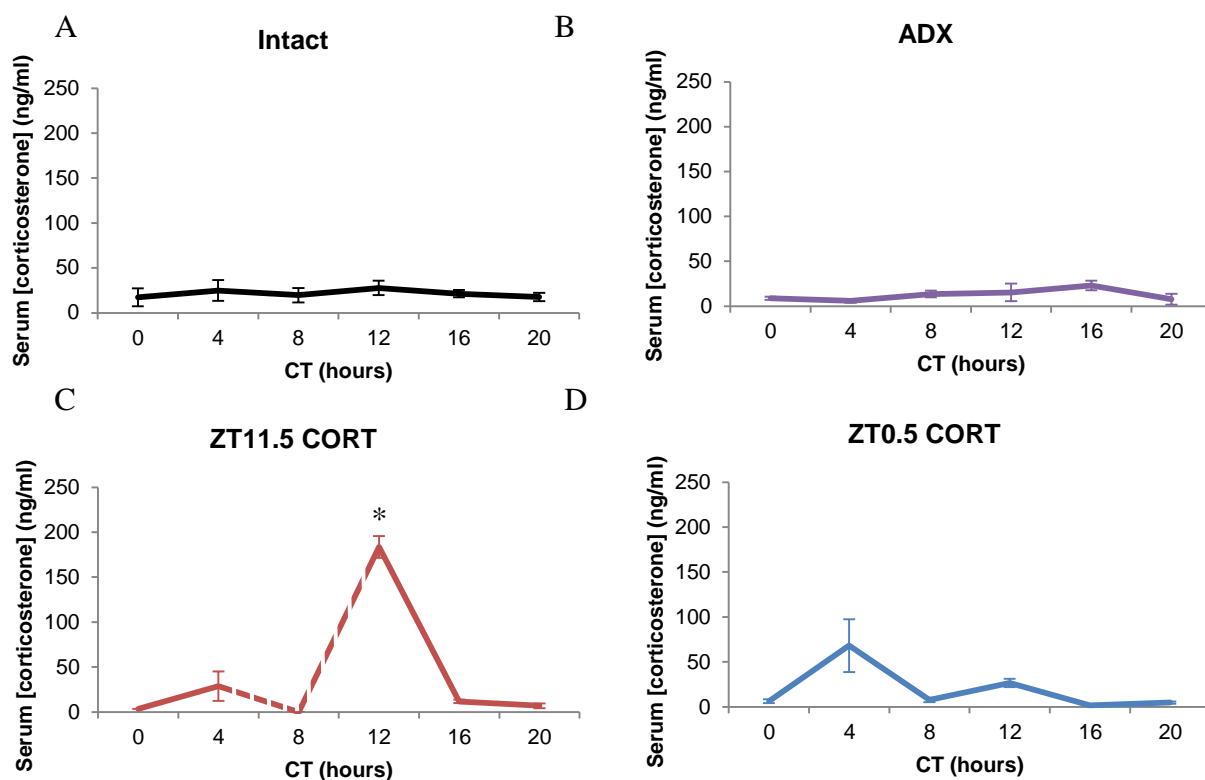 A
Intact
Serum [corticosterone] (ng/ml)
250
200
150
100
50
0
0 4 8 12 16 20
CT (hours)
B
ADX
Serum [corticosterone] (ng/ml)
250
200
150
100
50
0
0 4 8 12 16 20
CT (hours)
C
ZT11.5 CORT
Serum [corticosterone] (ng/ml)
250
200
150
100
50
0
*
0 4 8 12 16 20
CT (hours)
D
ZT0.5 CORT
Serum [corticosterone] (ng/ml)
250
200
150
100
50
0
0 4 8 12 16 20
CT (hours)